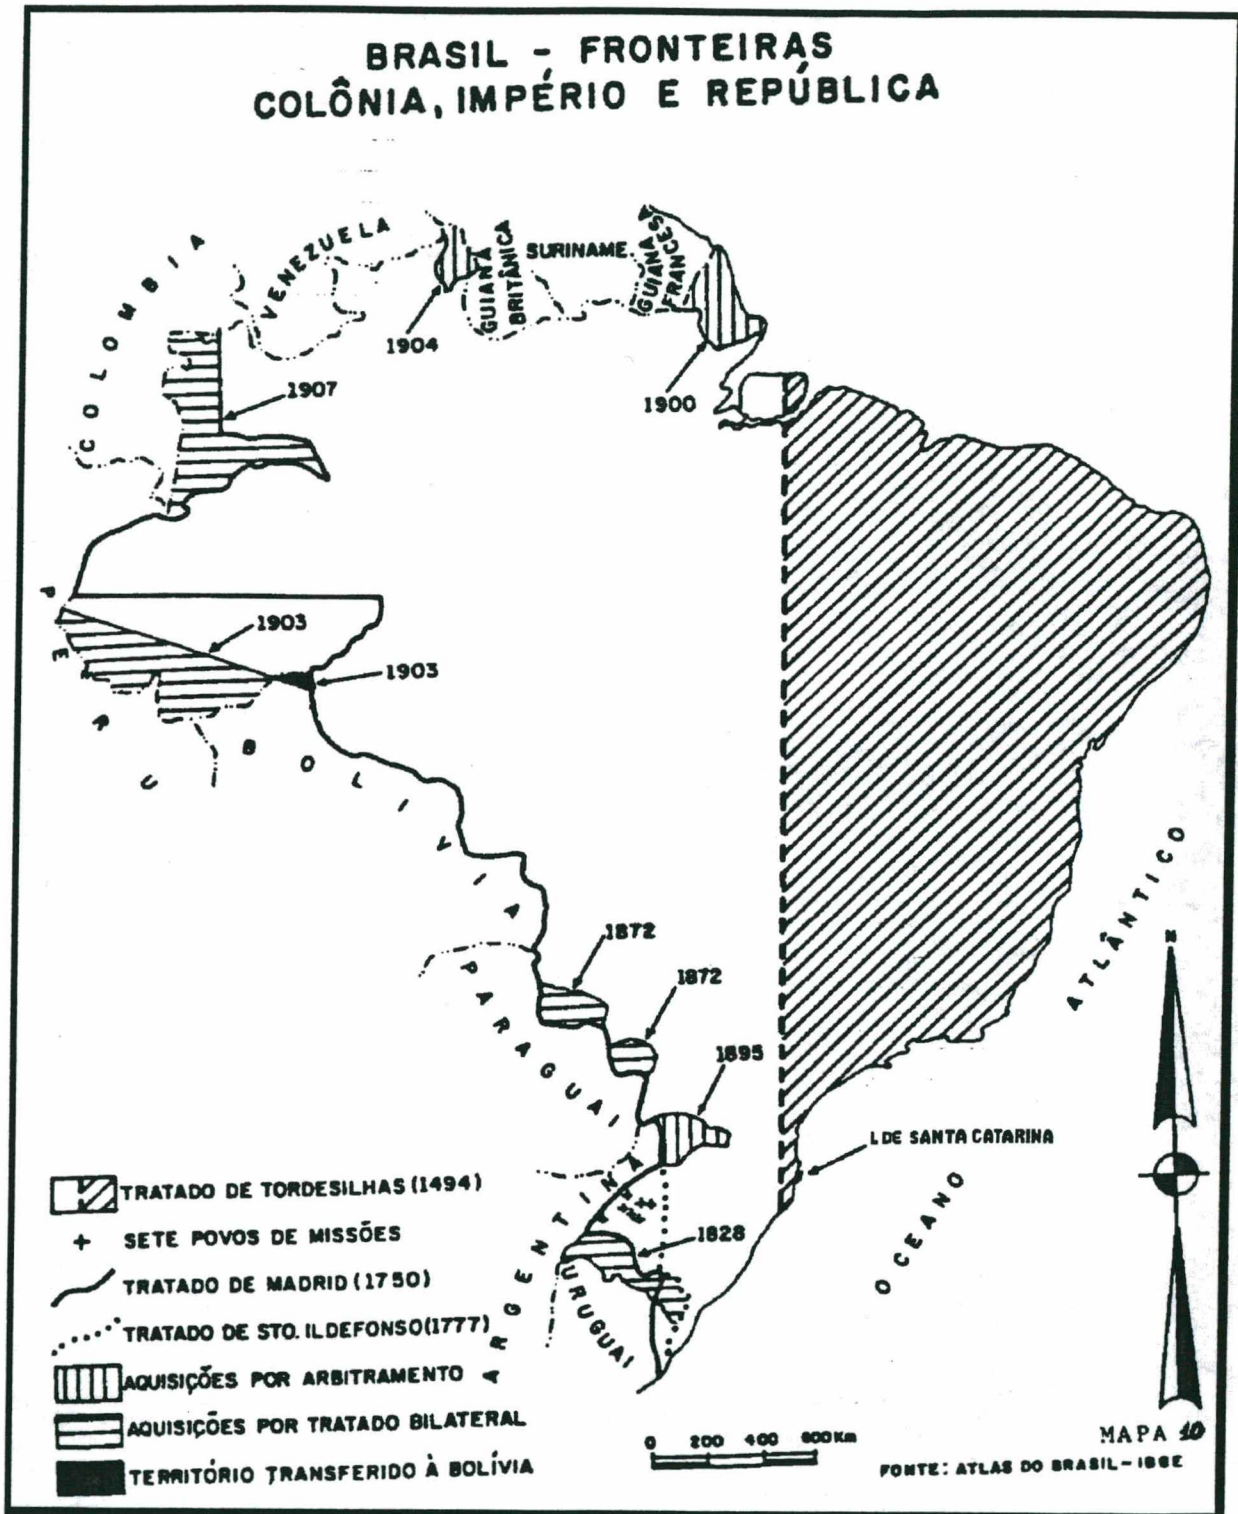 BRASIL - FRONTEIRAS
COLÔNIA, IMPÉRIO E REPÚBLICA
COLOMBIA
VENEZUELA
GUIANA
BRITÂNICA
SURINAME
GUIANA
FRANCESA
1904
1900
1907
PERU
1903
1903
BOLIVIA
1872
1872
PARAGUAI
1895
ARGENTINA
1828
URUGUAI
I. DE SANTA CATARINA
OCEANO
ATLÂNTICO
N
TRATADO DE TORDESILHAS (1494)
+ SETE POVOS DE MISSÕES
TRATADO DE MADRID (1750)
TRATADO DE STO. ILDEFONSO (1777)
AQUISIÇÕES POR ARBITRAMENTO
AQUISIÇÕES POR TRATADO BILATERAL
TERRITÓRIO TRANSFERIDO À BOLÍVIA
0 200 400 600 Km
MAPA 10
FONTE: ATLAS DO BRASIL - IBGE